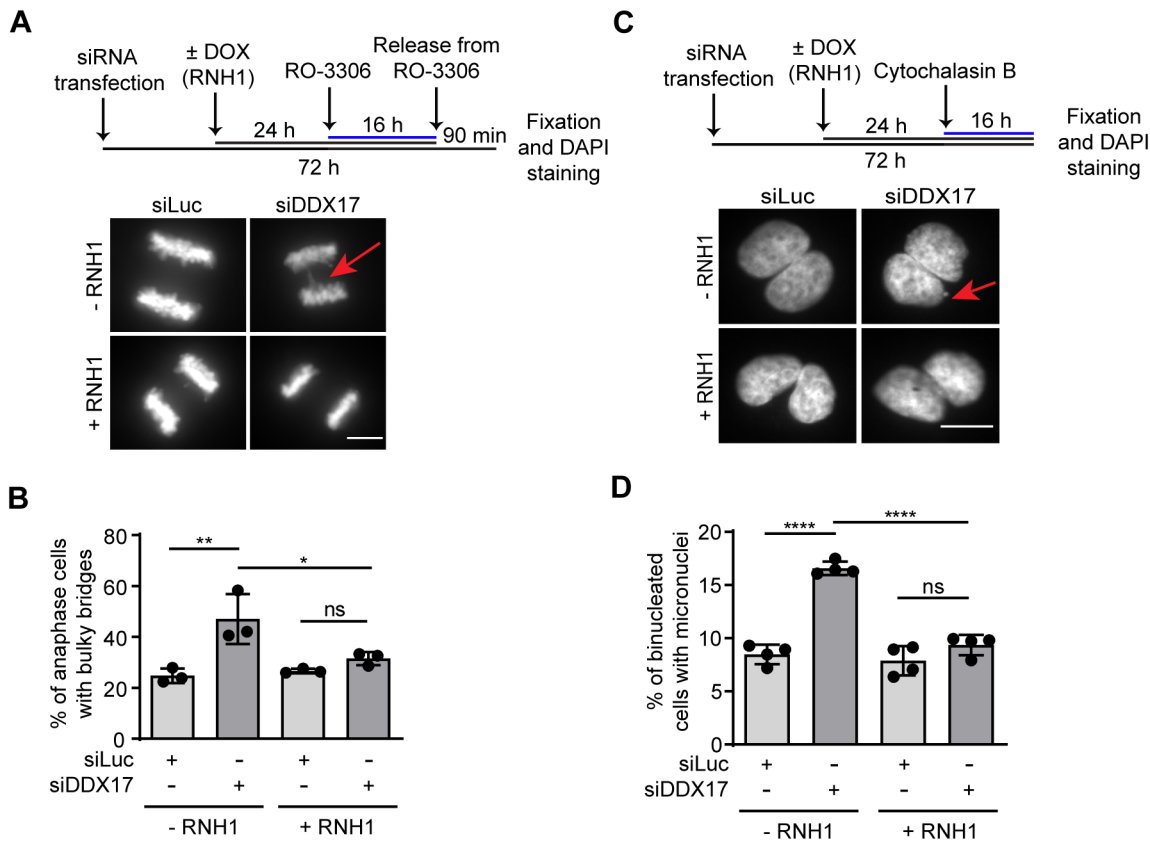 A
siRNA
transfection
± DOX
(RNH1)
RO-3306
Release from
RO-3306
24 h
16 h
90 min
72 h
Fixation
and DAPI
staining
siLuc
siDDX17
- RNH1
+ RNH1
B
% of anaphase cells
with bulky bridges
80
60
40
20
0
**
*
ns
siLuc + - + -
siDDX17 - + - +
- RNH1 + RNH1
C
siRNA
transfection
± DOX
(RNH1)
Cytochalasin B
24 h
16 h
72 h
Fixation
and DAPI
staining
siLuc
siDDX17
- RNH1
+ RNH1
D
% of binucleated
cells with micronuclei
20
15
10
5
0
****
****
ns
siLuc + - + -
siDDX17 - + - +
- RNH1 + RNH1